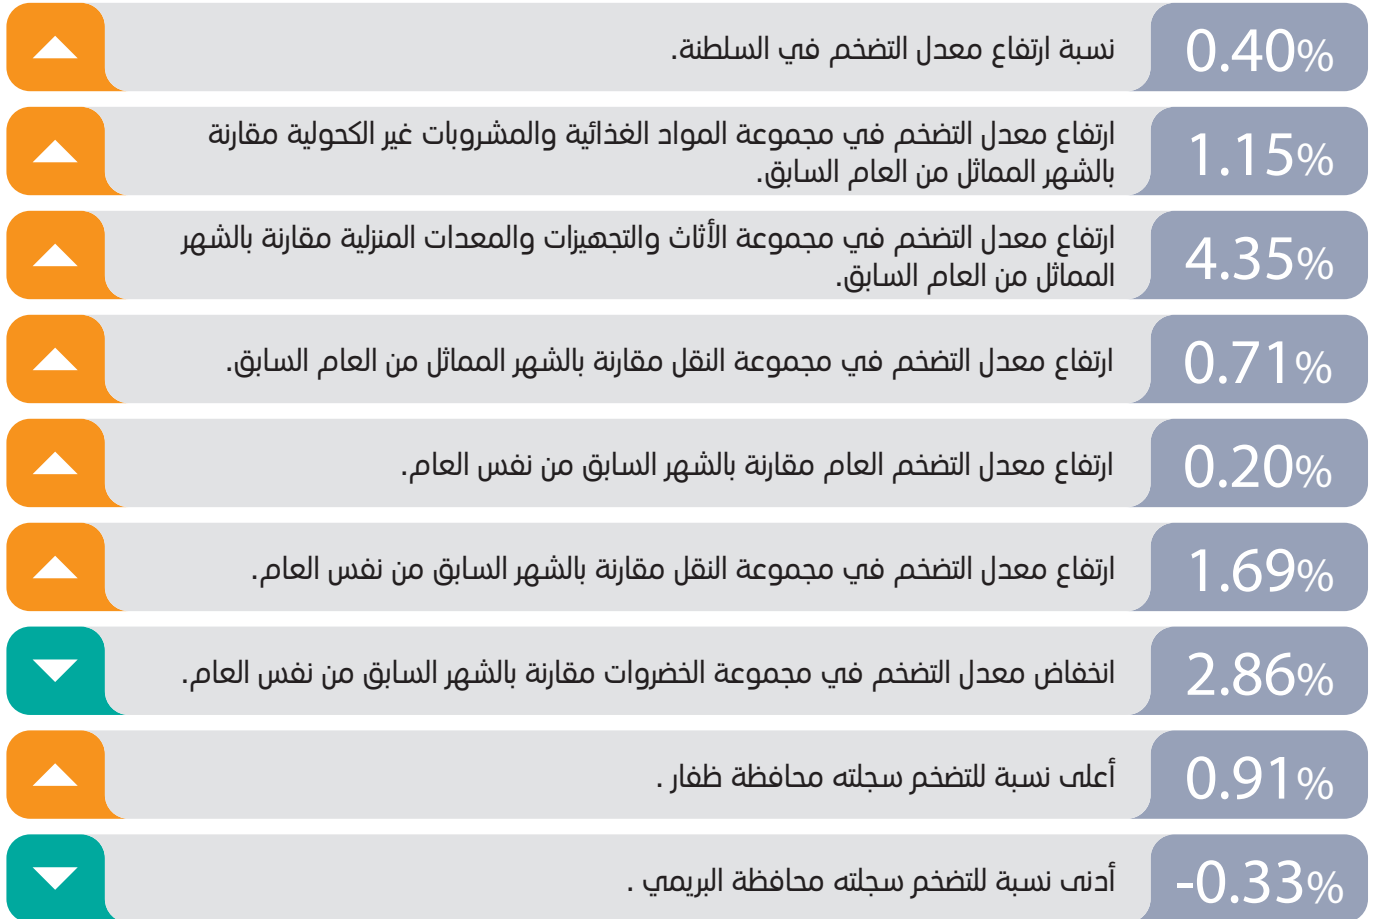 0.40%
نسبة ارتفاع معدل التضخم في السلطنة.
1.15%
ارتفاع معدل التضخم في مجموعة المواد الغذائية والمشروبات غير الكحولية مقارنة
بالشهر المماثل من العام السابق.
4.35%
ارتفاع معدل التضخم في مجموعة الأثاث والتجهيزات والمعدات المنزلية مقارنة بالشهر
المماثل من العام السابق.
0.71%
ارتفاع معدل التضخم في مجموعة النقل مقارنة بالشهر المماثل من العام السابق.
0.20%
ارتفاع معدل التضخم العام مقارنة بالشهر السابق من نفس العام.
1.69%
ارتفاع معدل التضخم في مجموعة النقل مقارنة بالشهر السابق من نفس العام.
2.86%
انخفاض معدل التضخم في مجموعة الخضروات مقارنة بالشهر السابق من نفس العام.
0.91%
أعلى نسبة للتضخم سجلته محافظة ظفار .
-0.33%
أدنى نسبة للتضخم سجلته محافظة البريمي .